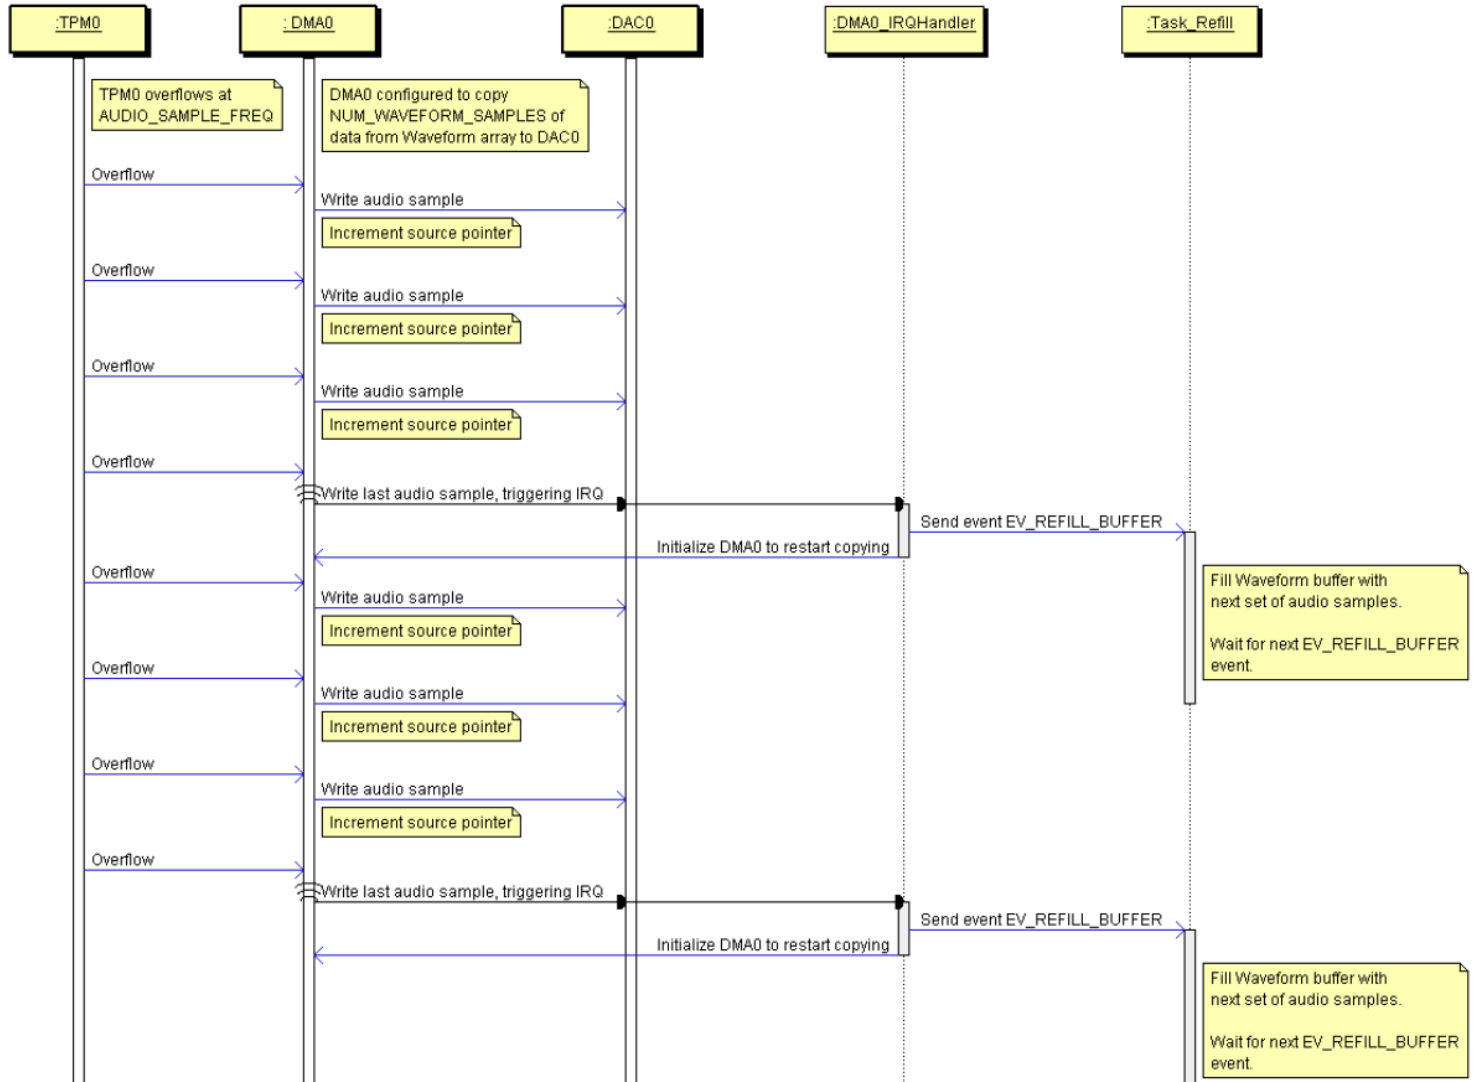 :TPM0
: DMA0
:DAC0
:DMA0_IRQHandler
:Task_Refill
TPM0 overflows at
AUDIO_SAMPLE_FREQ
DMA0 configured to copy
NUM_WAVEFORM_SAMPLES of
data from Waveform array to DAC0
Overflow
Write audio sample
Increment source pointer
Overflow
Write audio sample
Increment source pointer
Overflow
Write audio sample
Increment source pointer
Overflow
Write last audio sample, triggering IRQ
Send event EV_REFILL_BUFFER
Initialize DMA0 to restart copying
Overflow
Fill Waveform buffer with
next set of audio samples.
Wait for next EV_REFILL_BUFFER
event.
Write audio sample
Increment source pointer
Overflow
Write audio sample
Increment source pointer
Overflow
Write audio sample
Increment source pointer
Overflow
Write last audio sample, triggering IRQ
Send event EV_REFILL_BUFFER
Initialize DMA0 to restart copying
Fill Waveform buffer with
next set of audio samples.
Wait for next EV_REFILL_BUFFER
event.